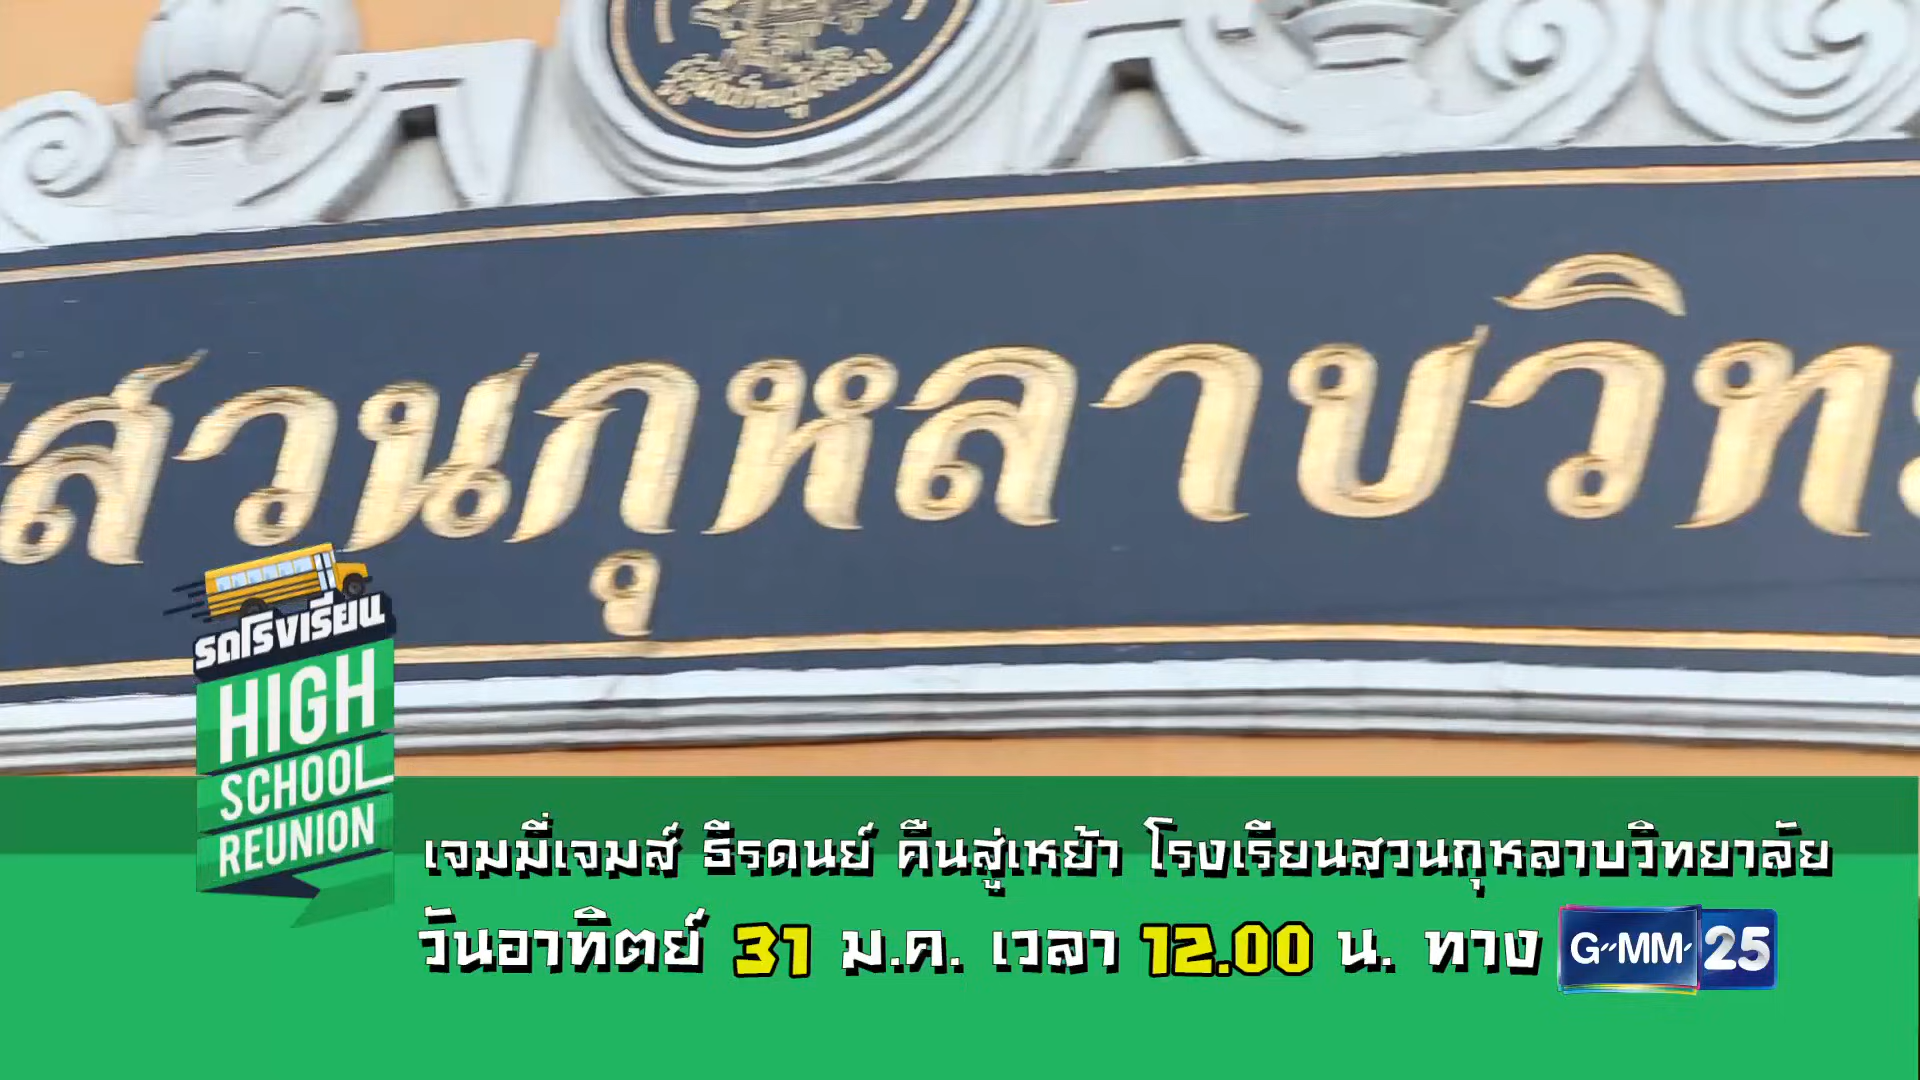 สวนกุหลาบวิท
รถโรงเรียน
HIGH
SCHOOL
REUNION
เจมมี่เจมส์ ธีรดนย์ คืนสู่เหย้า โรงเรียนสวนกุหลาบวิทยาลัย
วันอาทิตย์ 31 ม.ค. เวลา 12.00 น. ทาง GMM 25